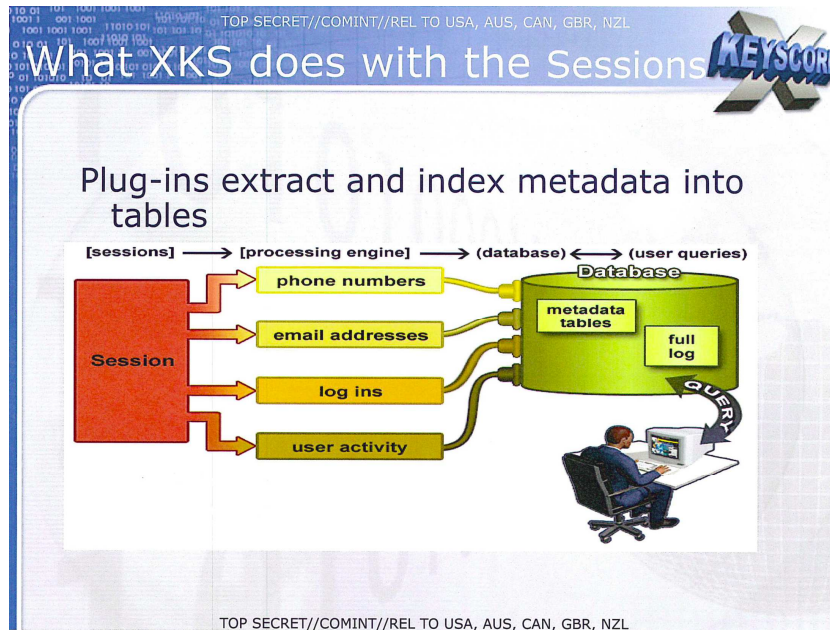 TOP SECRET//COMINT//REL TO USA, AUS, CAN, GBR, NZL
What XKS does with the Sessions
KEYSCORE
X
Plug-ins extract and index metadata into
tables
[sessions] → [processing engine] → (database) ↔ (user queries)
Database
phone numbers
metadata
tables
email addresses
full
log
Session
log ins
QUERY
user activity
TOP SECRET//COMINT//REL TO USA, AUS, CAN, GBR, NZL